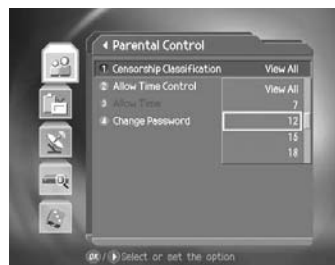 Parental Control
1 Censorship Classification View All
2 Allow Time Control View All
3 Allow Time 7
4 Change Password 12
15
18
OK / Select or set the option